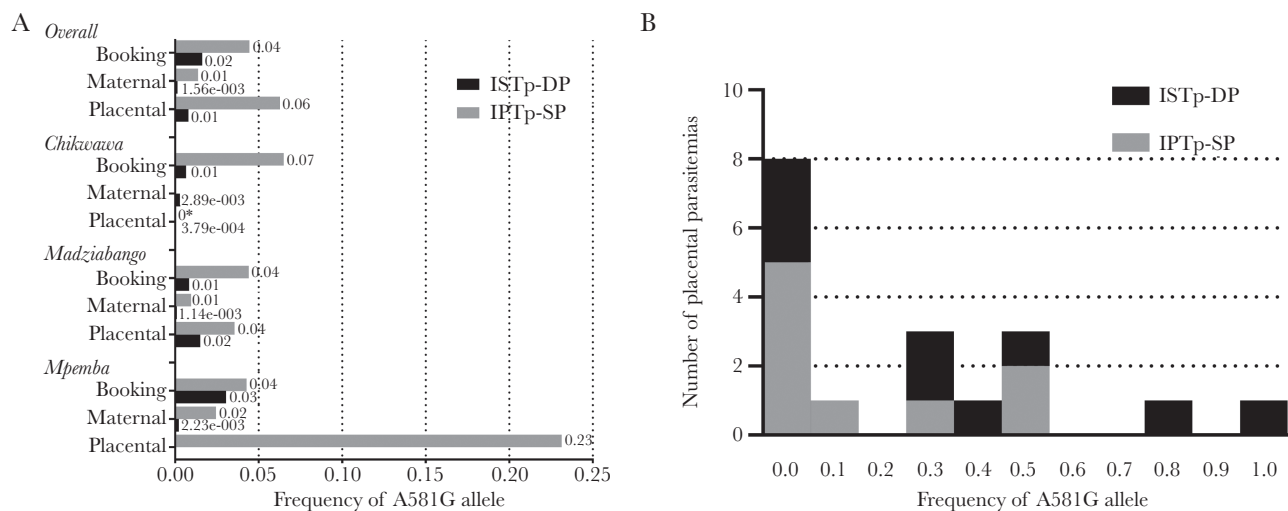 A
Overall
Booking
0.04
0.02
Maternal
0.01
1.56e-003
Placental
0.06
0.01
Chikwawa
Booking
0.07
0.01
Maternal
2.89e-003
Placental
0*
3.79e-004
Madziabango
Booking
0.04
0.01
Maternal
0.01
1.14e-003
Placental
0.04
0.02
Mpemba
Booking
0.04
0.03
Maternal
0.02
2.23e-003
Placental
0.23
0.00 0.05 0.10 0.15 0.20 0.25
Frequency of A581G allele
ISTp-DP
IPTp-SP
B
Number of placental parasitemias
10
8
6
4
2
0
0.0 0.1 0.2 0.3 0.4 0.5 0.6 0.7 0.8 0.9 1.0
Frequency of A581G allele
ISTp-DP
IPTp-SP